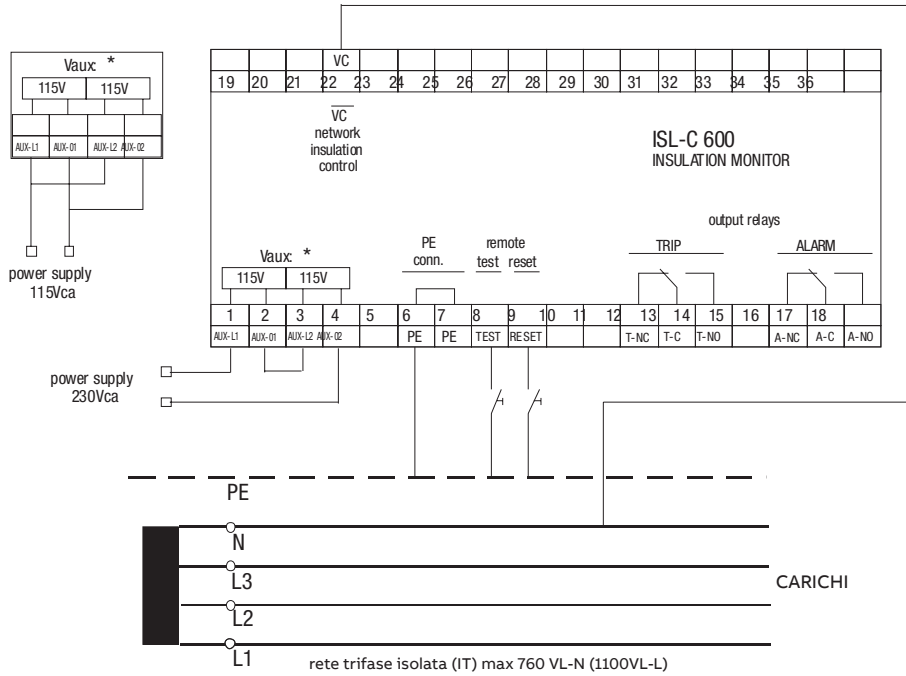 VC
19 20 21 22 23 24 25 26 27 28 29 30 31 32 33 34 35 36
Vaux: *
115V 115V
AUX-L1 AUX-01 AUX-L2 AUX-02
power supply
115Vca
VC
network
insulation
control
ISL-C 600
INSULATION MONITOR
output relays
TRIP ALARM
PE
conn.
remote
test reset
Vaux: *
115V 115V
1 2 3 4 5 6 7 8 9 10 11 12 13 14 15 16 17 18
AUX-L1 AUX-01 AUX-L2 AUX-02 PE PE TEST RESET T-NC T-C T-NO A-NC A-C A-NO
power supply
230Vca
PE
N
L3
CARICHI
L2
L1
rete trifase isolata (IT) max 760 VL-N (1100VL-L)